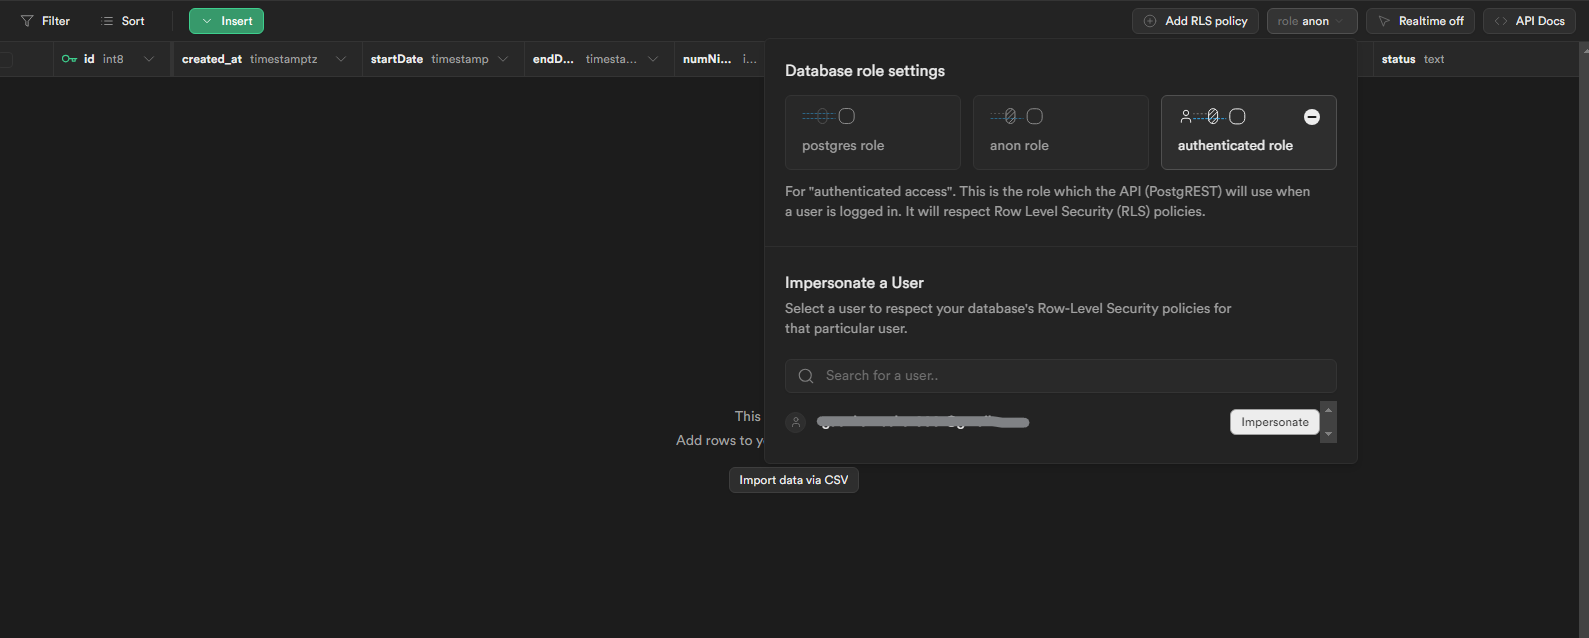 Filter Sort Insert Add RLS policy role anon Realtime off API Docs
id int8 created_at timestamptz startDate timestamp endD... timesta... numNi... i... status text
Database role settings
postgres role anon role authenticated role
For "authenticated access". This is the role which the API (PostgREST) will use when
a user is logged in. It will respect Row Level Security (RLS) policies.
Impersonate a User
Select a user to respect your database's Row-Level Security policies for
that particular user.
Search for a user..
Impersonate
This
Add rows to y
Import data via CSV